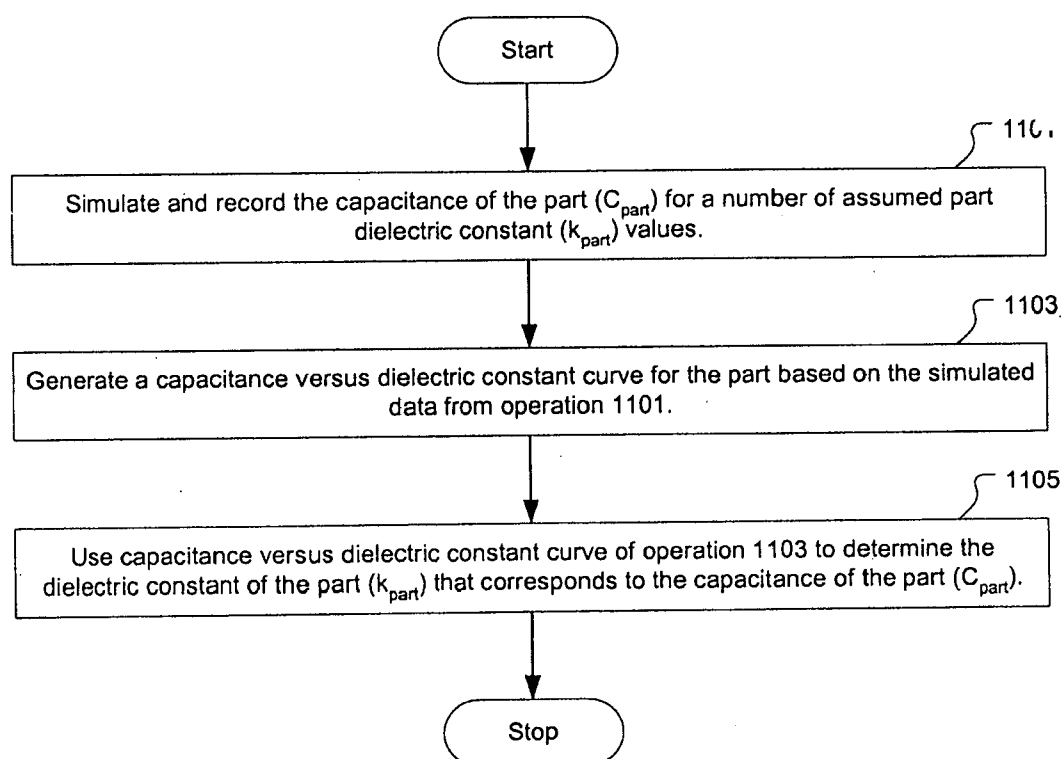 Start
1101
Simulate and record the capacitance of the part (Cpart) for a number of assumed part
dielectric constant (kpart) values.
1103
Generate a capacitance versus dielectric constant curve for the part based on the simulated
data from operation 1101.
1105
Use capacitance versus dielectric constant curve of operation 1103 to determine the
dielectric constant of the part (kpart) that corresponds to the capacitance of the part (Cpart).
Stop